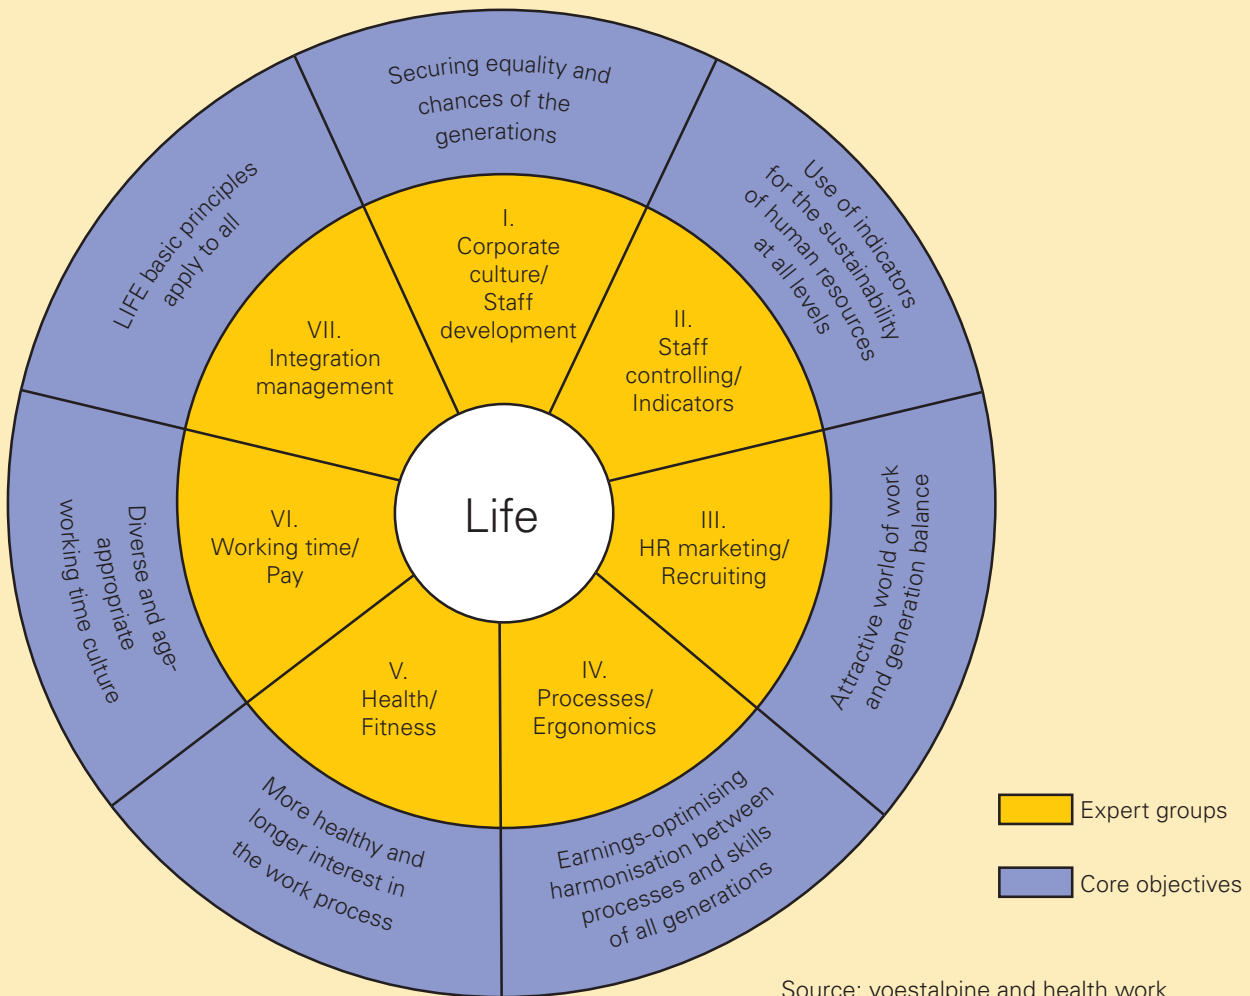 Securing equality and
chances of the
generations
Use of indicators
for the sustainability
of human resources
at all levels
Attractive world of work
and generation balance
Earnings-optimising
harmonisation between
processes and skills
of all generations
More healthy and
longer interest in
the work process
Diverse and age-
appropriate
working time culture
LIFE basic principles
apply to all
I.
Corporate
culture/
Staff
development
II.
Staff
controlling/
Indicators
III.
HR marketing/
Recruiting
IV.
Processes/
Ergonomics
V.
Health/
Fitness
VI.
Working time/
Pay
VII.
Integration
management
Life
Expert groups
Core objectives
Source: voestalpine and health work